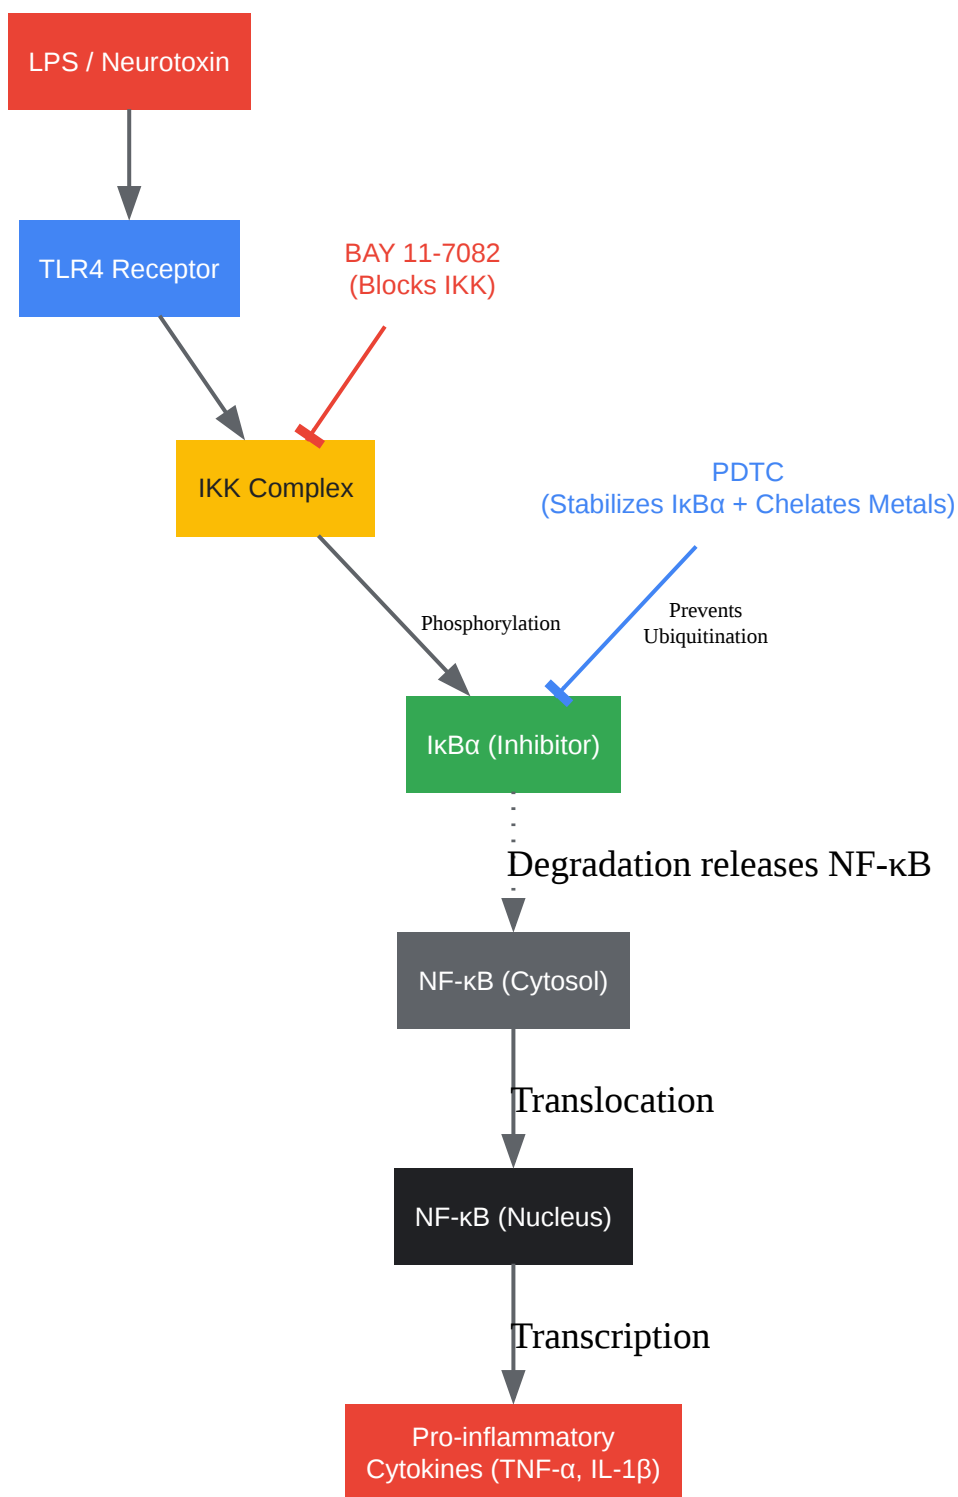 LPS / Neurotoxin
TLR4 Receptor
BAY 11-7082
(Blocks IKK)
IKK Complex
PDTC
(Stabilizes IκBα + Chelates Metals)
Phosphorylation
Prevents
Ubiquitination
IκBα (Inhibitor)
Degradation releases NF-κB
NF-κB (Cytosol)
Translocation
NF-κB (Nucleus)
Transcription
Pro-inflammatory
Cytokines (TNF-α, IL-1β)